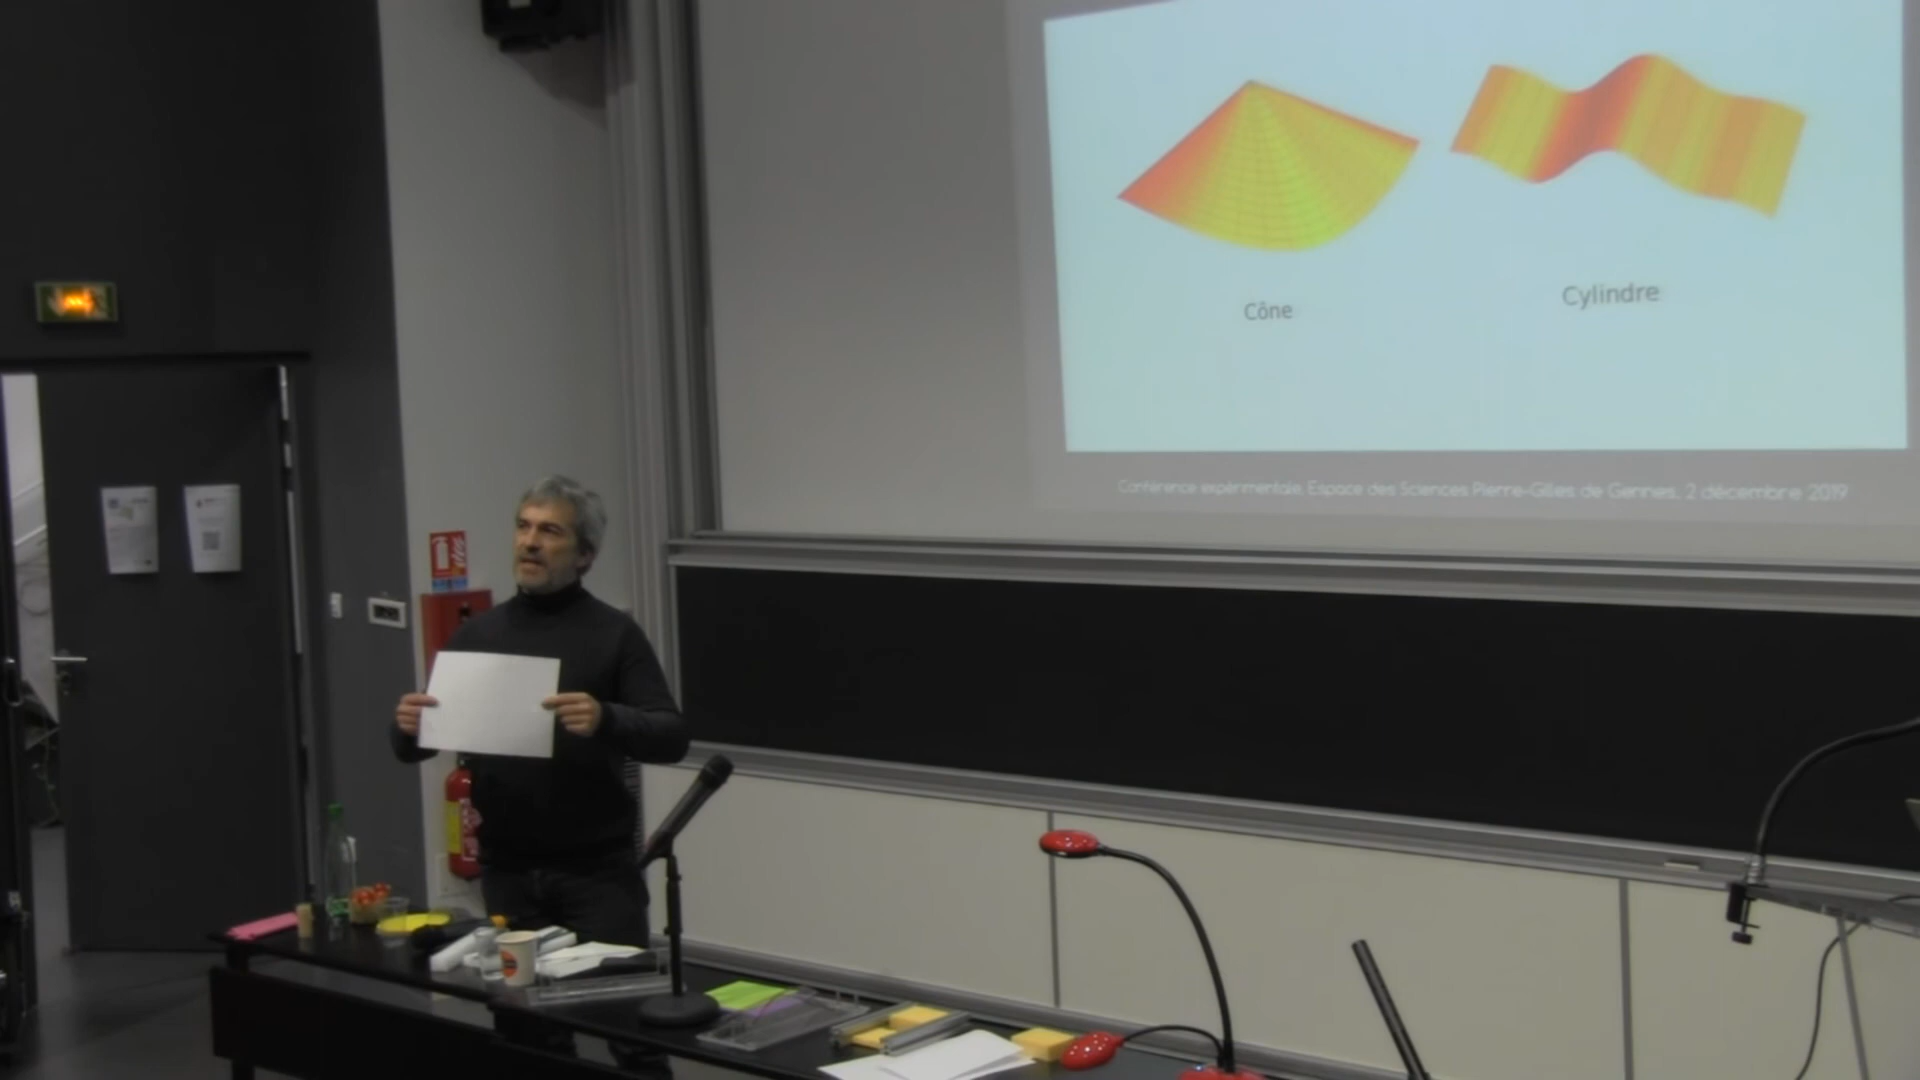 Cône
Cylindre
Conférence expérimentale, Espace des Sciences Pierre-Gilles de Gennes, 2 décembre 2019